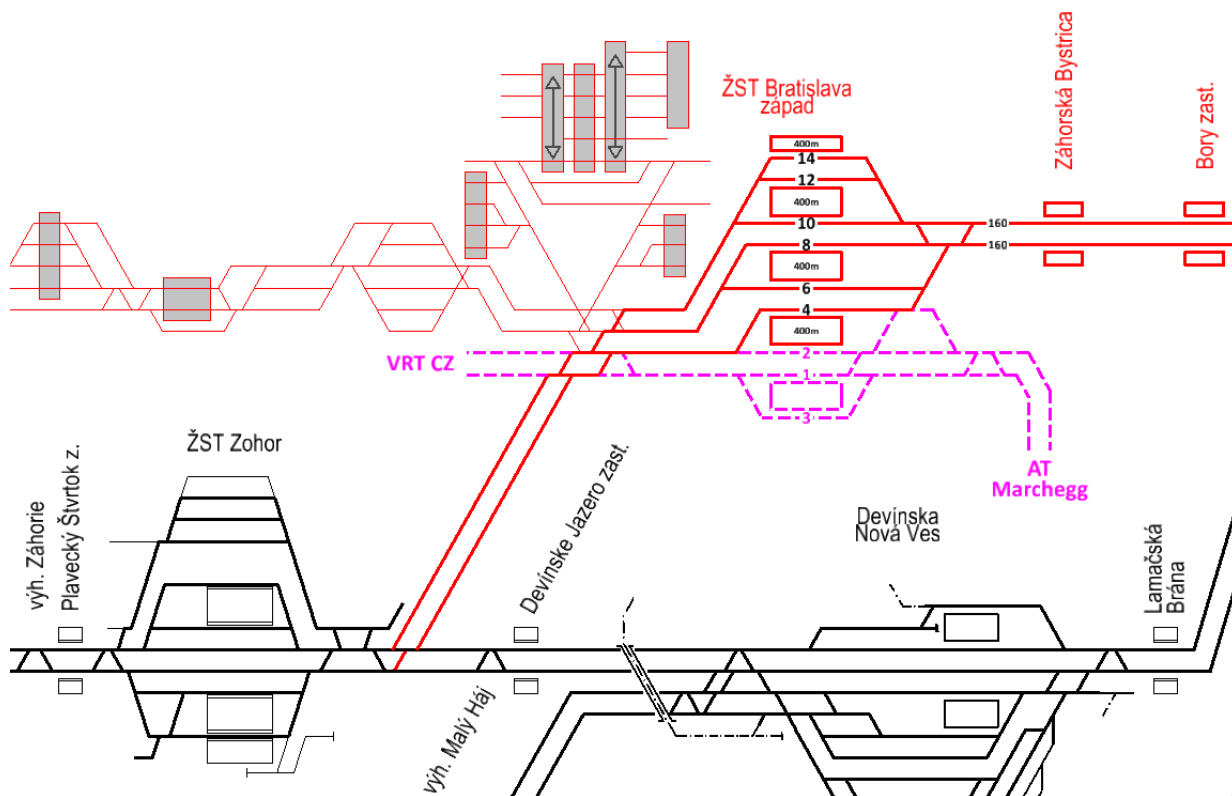 ŽST Bratislava
západ
Záhorská Bystrica
Bory zast.
400m
14
12
400m
10
160
8
160
400m
6
4
400m
VRT CZ
2
1
3
AT
Marchegg
ŽST Zohor
výh. Záhorie
Plavecký Štvrtok z.
Devínske Jazero zast.
výh. Malý Háj
Devínska
Nová Ves
Lamačská
Brána